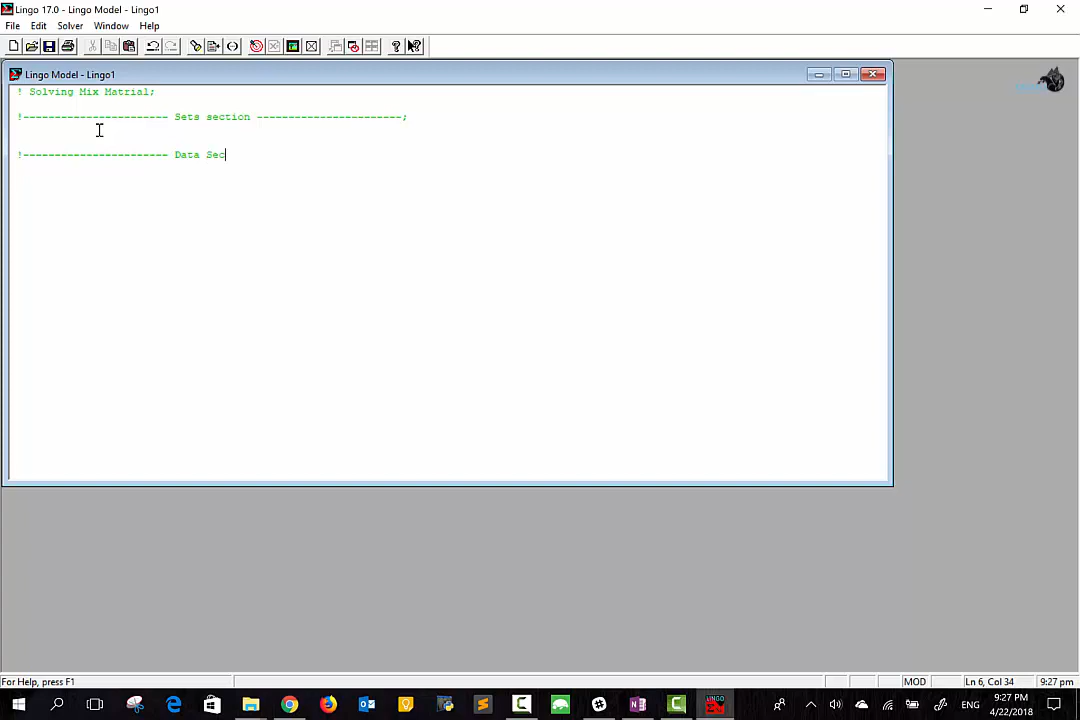 Lingo 17.0 - Lingo Model - Lingo1
File Edit Solver Window Help
Lingo Model - Lingo1
! Solving Mix Matrial;
!----------------------- Sets section -----------------------;
!----------------------- Data Sec
For Help, press F1
MOD
Ln 6, Col 34
9:27 pm
ENG
9:27 PM
4/22/2018
LINGO